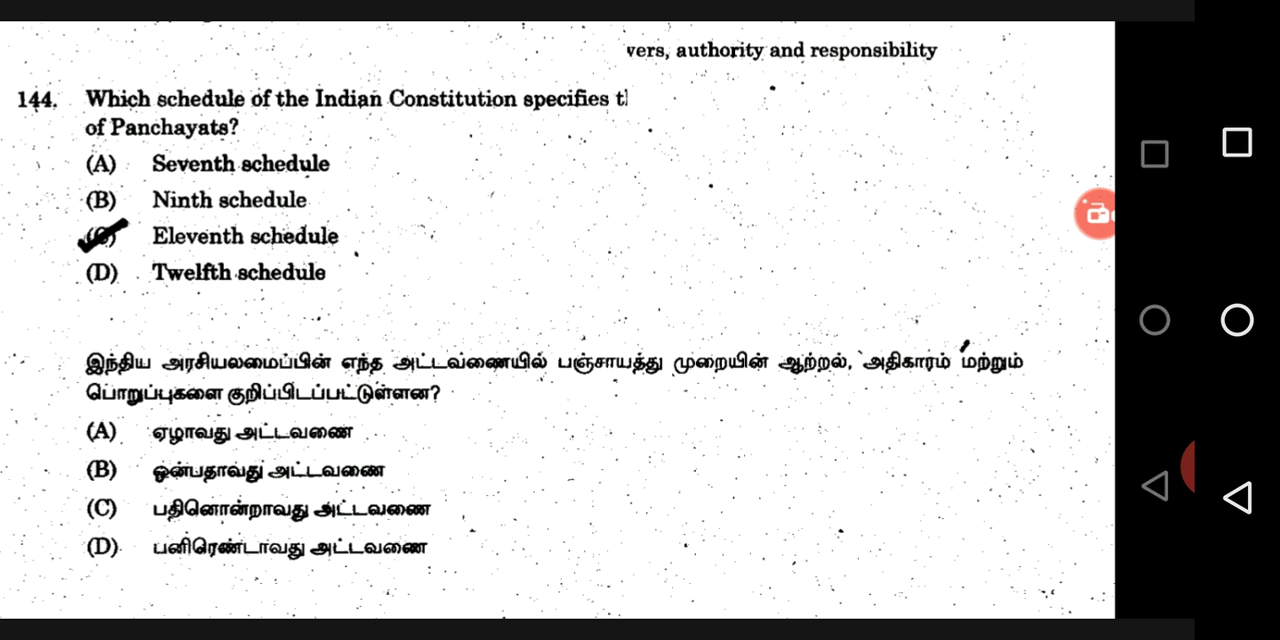 vers, authority and responsibility
144. Which schedule of the Indian Constitution specifies t
of Panchayats?
(A) Seventh schedule
(B) Ninth schedule
(C) Eleventh schedule
(D) Twelfth schedule
இந்திய அரசியலமைப்பின் எந்த அட்டவணையில் பஞ்சாயத்து முறையின் ஆற்றல், அதிகாரம் மற்றும்
பொறுப்புகளை குறிப்பிடப்பட்டுள்ளன?
(A) ஏழாவது அட்டவணை
(B) ஒன்பதாவது அட்டவணை
(C) பதினொன்றாவது அட்டவணை
(D) பனிரெண்டாவது அட்டவணை